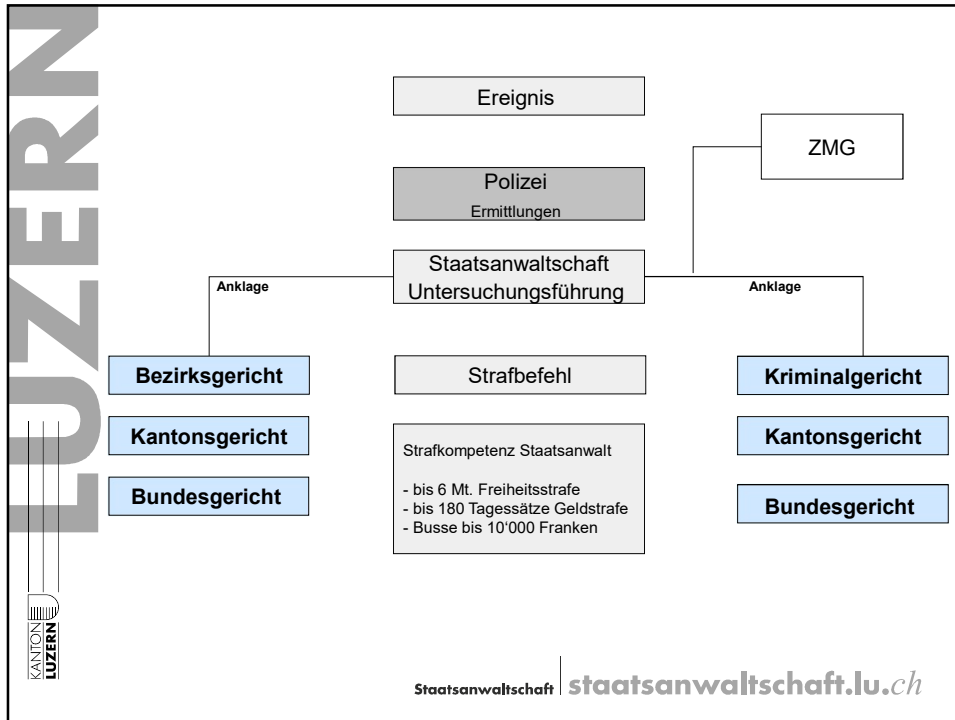 LUZERN
Ereignis
ZMG
Polizei
Ermittlungen
Staatsanwaltschaft
Untersuchungsführung
Anklage
Anklage
Bezirksgericht
Strafbefehl
Kriminalgericht
Kantonsgericht
Kantonsgericht
Bundesgericht
Bundesgericht
Strafkompetenz Staatsanwalt
- bis 6 Mt. Freiheitsstrafe
- bis 180 Tagessätze Geldstrafe
- Busse bis 10‘000 Franken
KANTON
LUZERN
Staatsanwaltschaft
staatsanwaltschaft.lu.ch